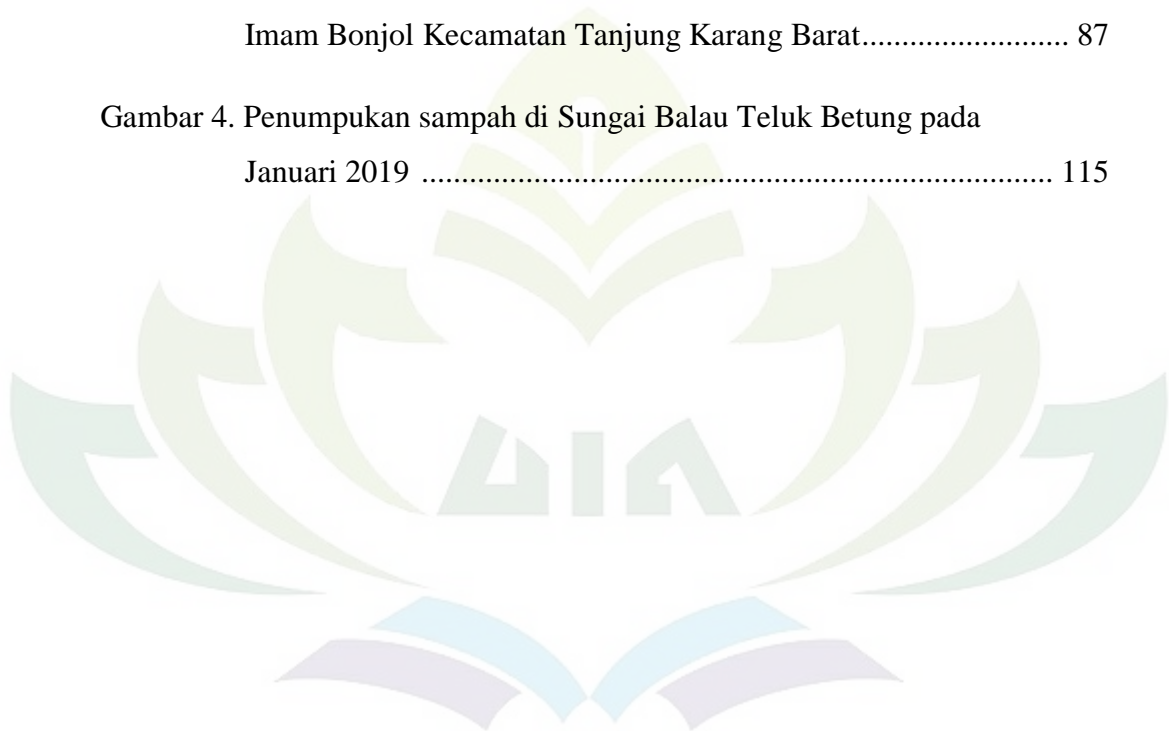 Imam Bonjol Kecamatan Tanjung Karang Barat.......................... 87
Gambar 4. Penumpukan sampah di Sungai Balau Teluk Betung pada
Januari 2019 .............................................................................. 115
UIN